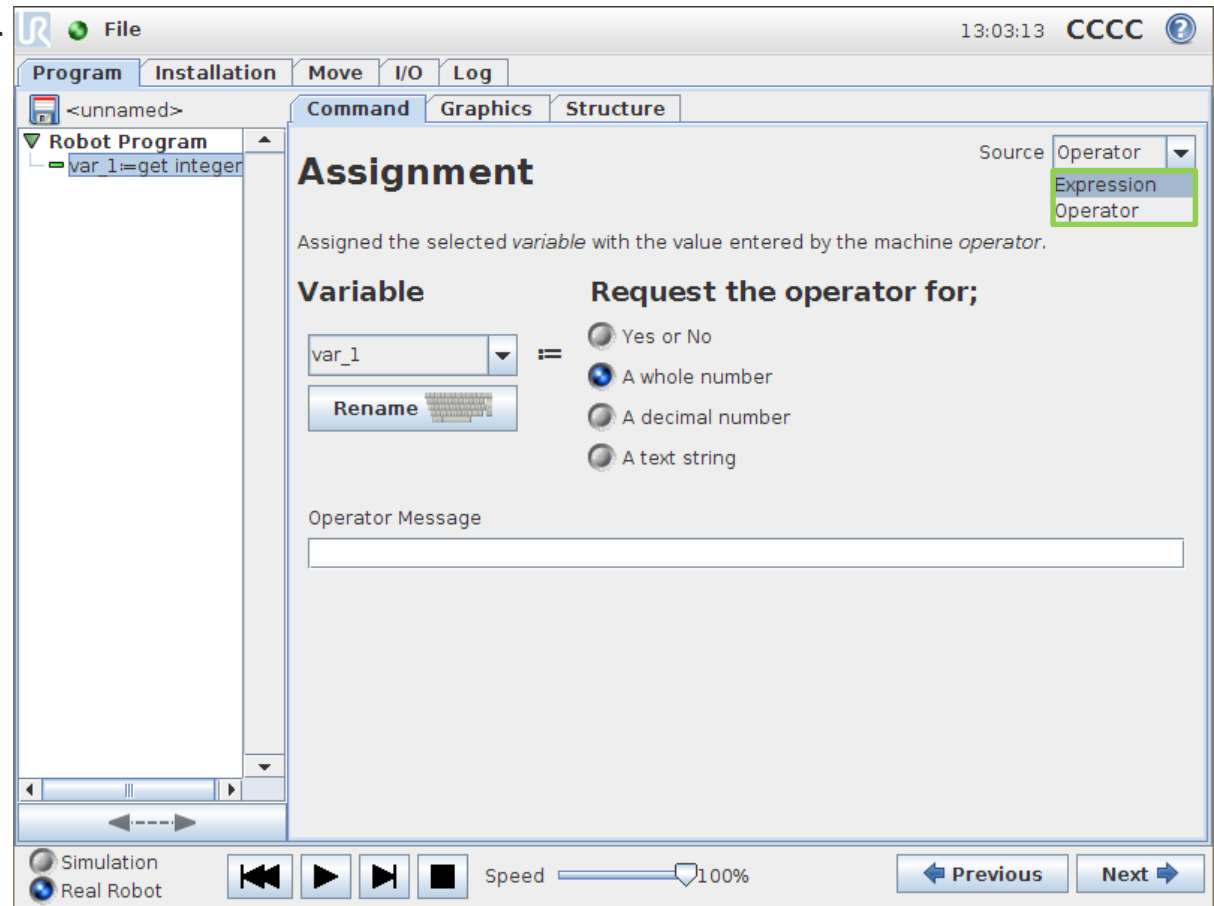 File 13:03:13 CCCC ?
Program Installation Move I/O Log
<unnamed> Command Graphics Structure
Robot Program
var_1≔get integer
Assignment
Source Operator
Expression
Operator
Assigned the selected variable with the value entered by the machine operator.
Variable Request the operator for;
Yes or No
var_1 ≔
A whole number
Rename
A decimal number
A text string
Operator Message
Simulation
Real Robot
Speed 100%
Previous Next